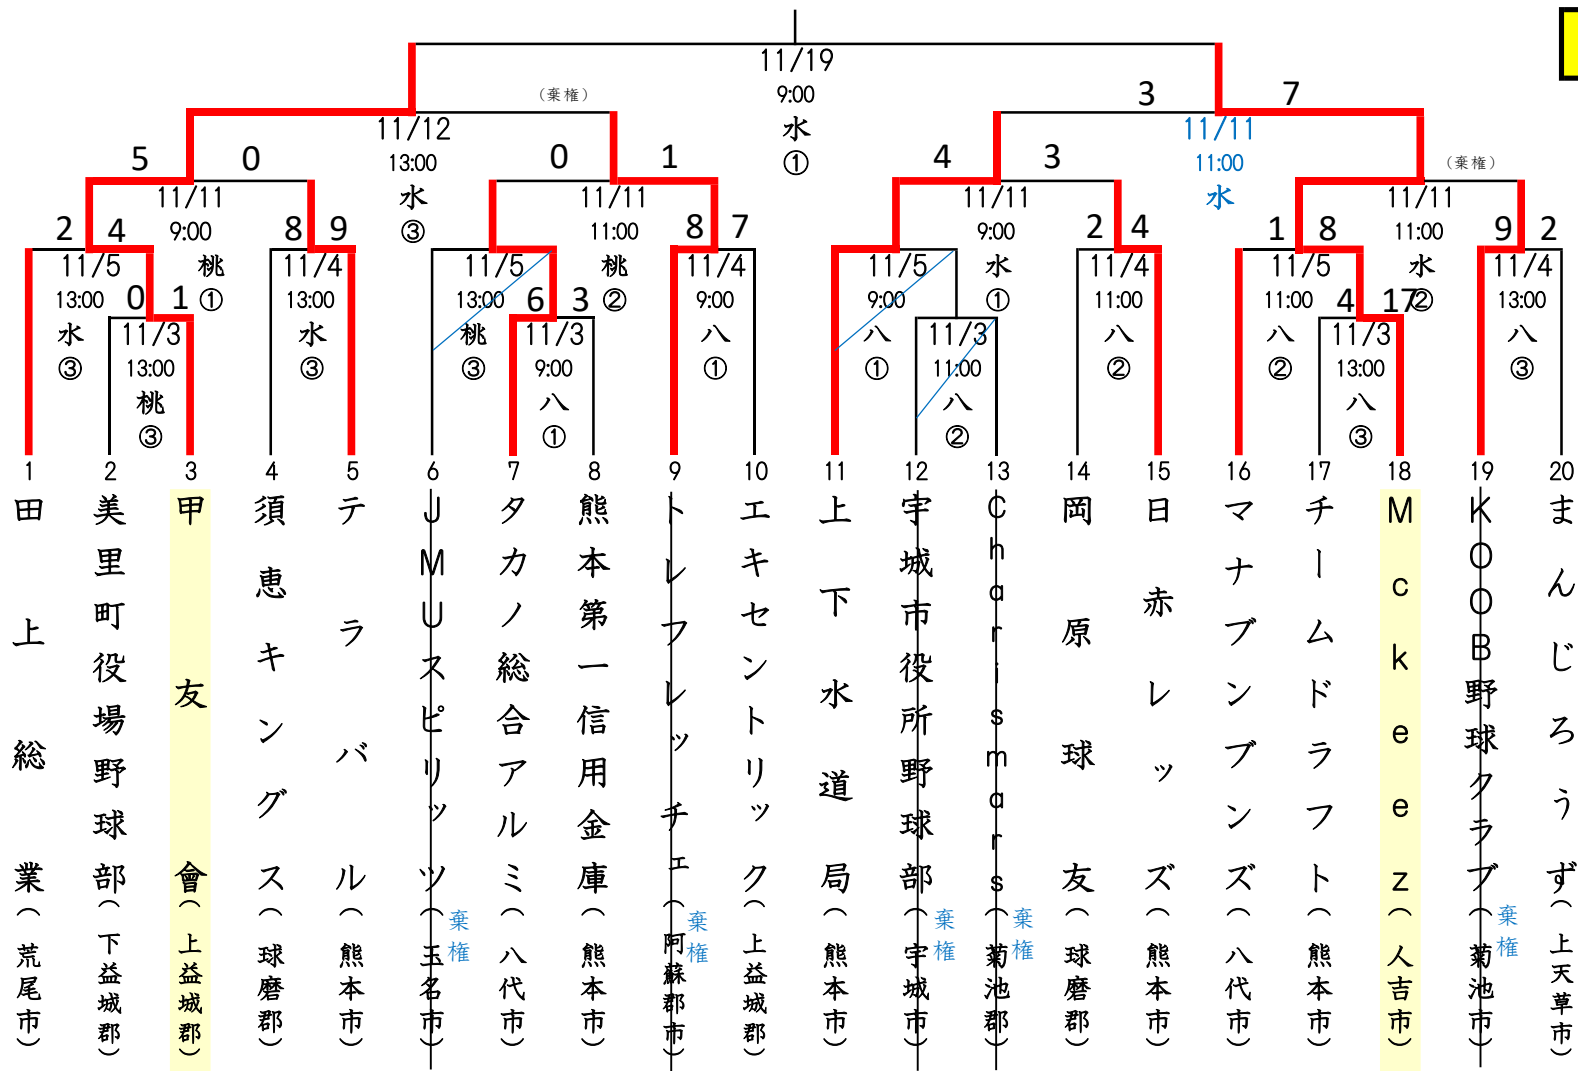 11/19
9:00
水
①
(棄権)
3
7
11/12
13:00
水
③
11/11
11:00
水
5
0
0
1
4
3
(棄権)
11/11
9:00
桃
①
11/11
11:00
桃
②
11/11
9:00
水
①
11/11
11:00
水
②
2
4
8
9
8
7
2
4
1
8
9
2
11/5
13:00
水
③
11/4
13:00
水
③
11/5
13:00
桃
③
11/4
9:00
八
①
11/5
9:00
八
①
11/4
11:00
八
②
11/5
11:00
八
②
11/4
13:00
八
③
0
1
6
3
4
17
11/3
13:00
桃
③
11/3
9:00
八
①
11/3
11:00
八
②
11/3
13:00
八
③
1
2
3
4
5
6
7
8
9
10
11
12
13
14
15
16
17
18
19
20
田上総業(荒尾市)
美里町役場野球部(下益城郡)
甲友會(上益城郡)
須恵キングス(球磨郡)
テラバル(熊本市)
JMUスピリッツ(玉名市)
棄権
タカノ総合アルミ(八代市)
熊本第一信用金庫(熊本市)
トレフレッチェ(阿蘇郡市)
棄権
エキセントリック(上益城郡)
上下水道局(熊本市)
宇城市役所野球部(宇城市)
棄権
Charismars(菊池郡)
棄権
岡原球友(球磨郡)
日赤レッズ(熊本市)
マナブンブンズ(八代市)
チームドラフト(熊本市)
Mckeez(人吉市)
KOOB野球クラブ(菊池市)
棄権
まんじろうず(上天草市)